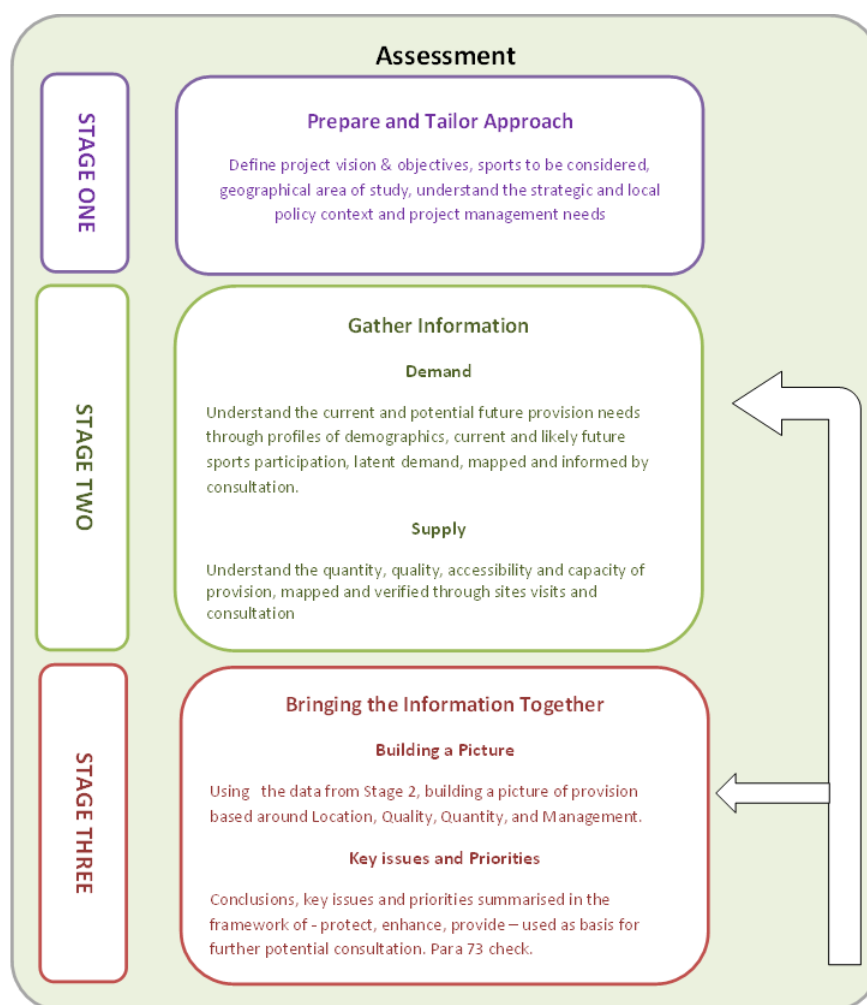 Assessment
STAGE ONE
Prepare and Tailor Approach
Define project vision & objectives, sports to be considered,
geographical area of study, understand the strategic and local
policy context and project management needs
STAGE TWO
Gather Information
Demand
Understand the current and potential future provision needs
through profiles of demographics, current and likely future
sports participation, latent demand, mapped and informed by
consultation.
Supply
Understand the quantity, quality, accessibility and capacity of
provision, mapped and verified through sites visits and
consultation
STAGE THREE
Bringing the Information Together
Building a Picture
Using the data from Stage 2, building a picture of provision
based around Location, Quality, Quantity, and Management.
Key issues and Priorities
Conclusions, key issues and priorities summarised in the
framework of - protect, enhance, provide – used as basis for
further potential consultation. Para 73 check.